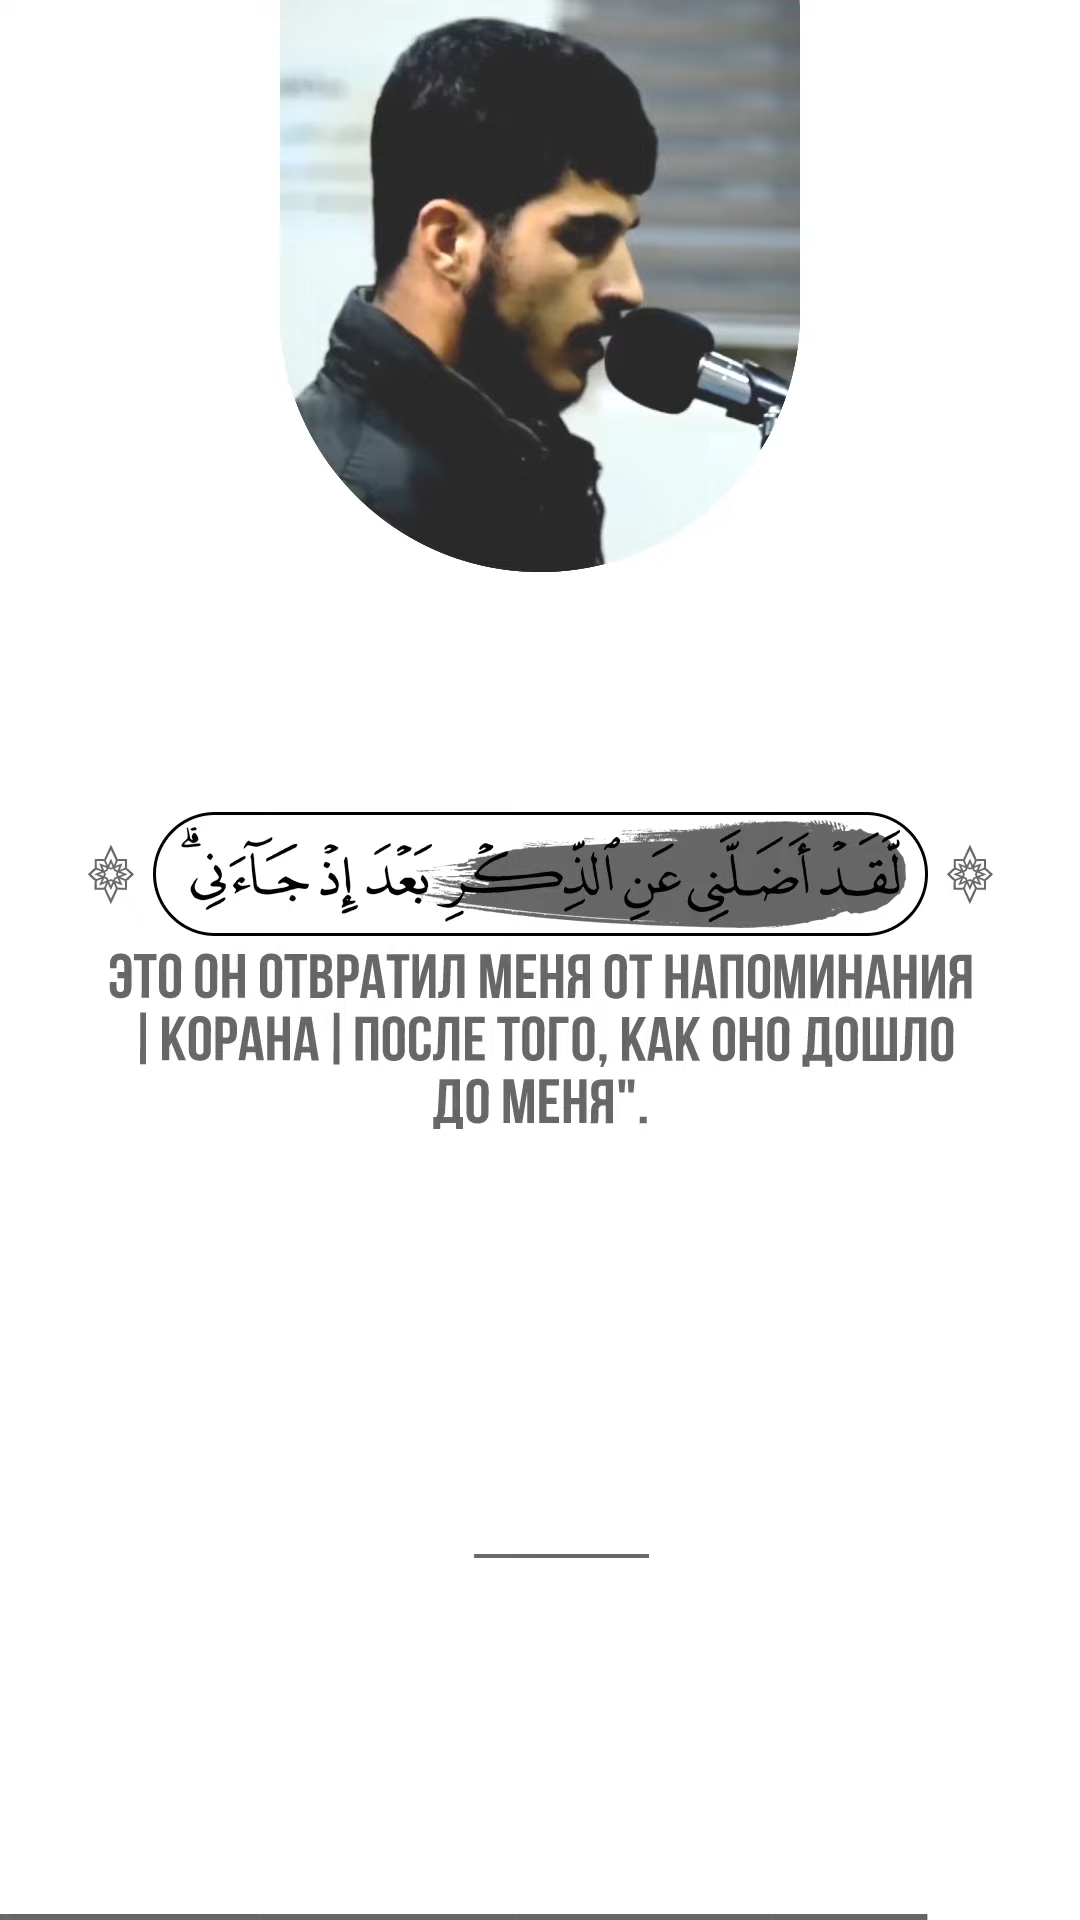 لَّقَدۡ أَضَلَّنِي عَنِ ٱلذِّكۡرِ بَعۡدَ إِذۡ جَآءَنِيۗ
ЭТО ОН ОТВРАТИЛ МЕНЯ ОТ НАПОМИНАНИЯ
| КОРАНА | ПОСЛЕ ТОГО, КАК ОНО ДОШЛО
ДО МЕНЯ".